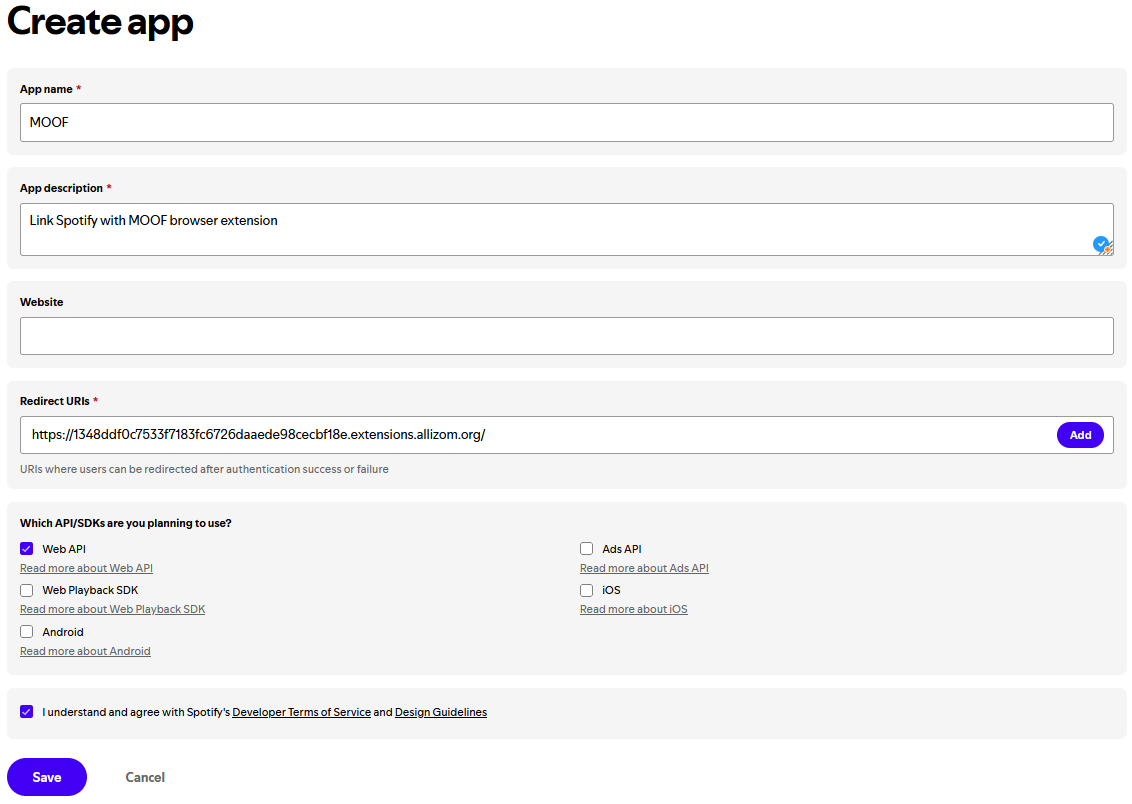 Create app
App name *
MOOF
App description *
Link Spotify with MOOF browser extension
Website
Redirect URIs *
https://1348ddf0c7533f7183fc6726daaede98cecbf18e.extensions.allizom.org/
Add
URIs where users can be redirected after authentication success or failure
Which API/SDKs are you planning to use?
Web API
Read more about Web API
Ads API
Read more about Ads API
Web Playback SDK
Read more about Web Playback SDK
iOS
Read more about iOS
Android
Read more about Android
I understand and agree with Spotify's Developer Terms of Service and Design Guidelines
Save
Cancel